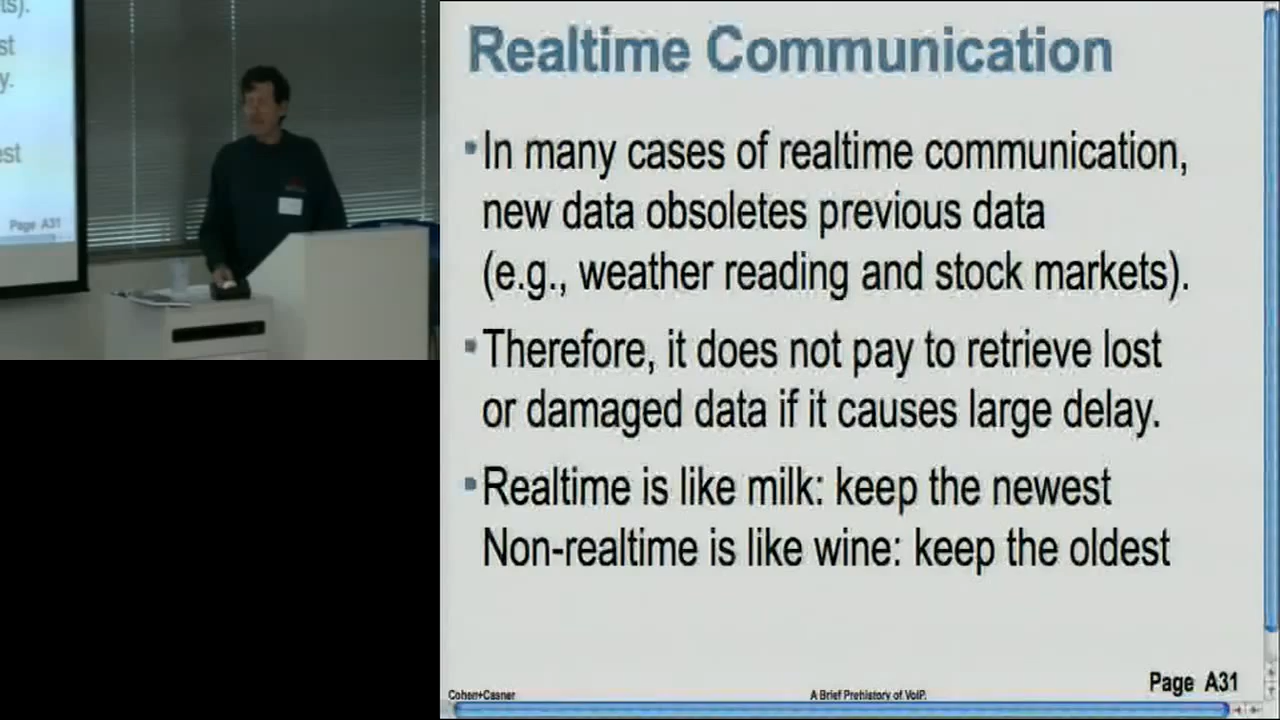 ts).
st
y.
est
Page A31
Realtime Communication
In many cases of realtime communication,
new data obsoletes previous data
(e.g., weather reading and stock markets).
Therefore, it does not pay to retrieve lost
or damaged data if it causes large delay.
Realtime is like milk: keep the newest
Non-realtime is like wine: keep the oldest
Page A31
Cohen+Casner
A Brief Prehistory of VoIP.